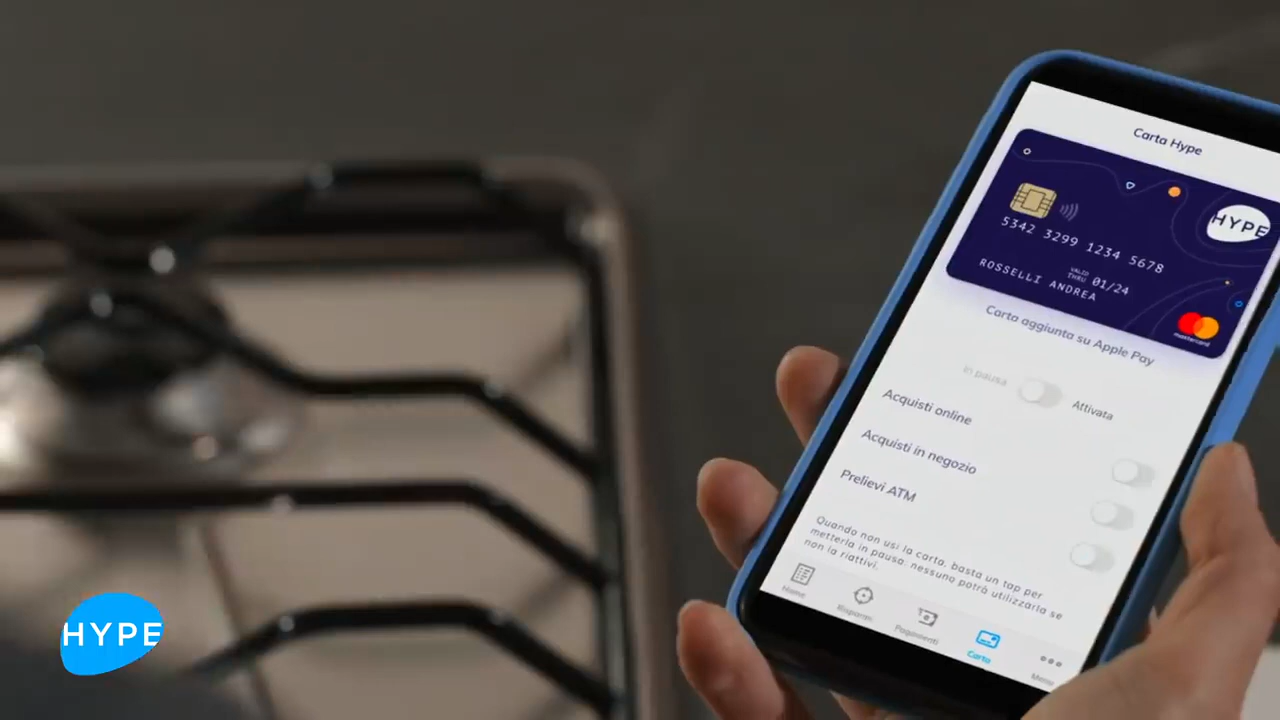 Carta Hype
HYPE
5342 3299 1234 5678
VALID
THRU 01/24
ROSSELLI ANDREA
mastercard
Carta aggiunta su Apple Pay
In pausa Attivata
Acquisti online
Acquisti in negozio
Prelievi ATM
Quando non usi la carta, basta un tap per
metterla in pausa: nessuno potrà utilizzarla se
non la riattivi.
Home Risparmi Pagamenti Carta Menu
HYPE